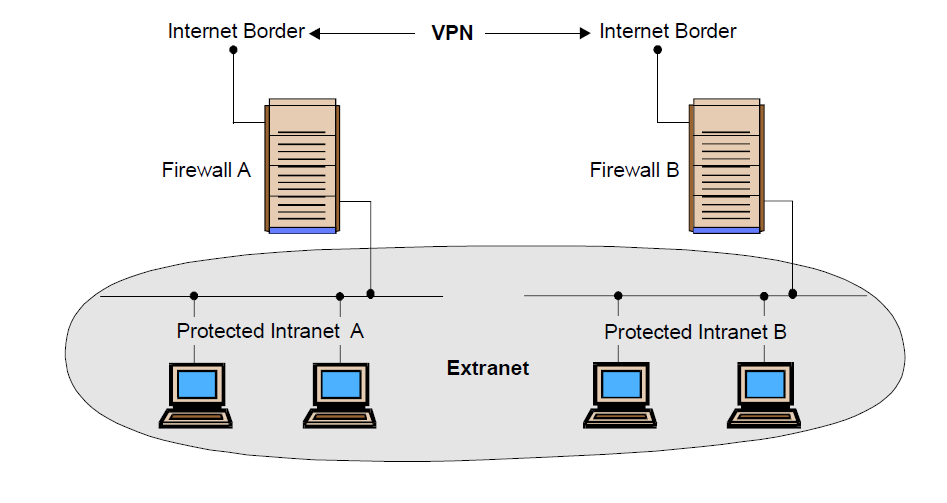 Internet Border
VPN
Internet Border
Firewall A
Firewall B
Protected Intranet A
Protected Intranet B
Extranet